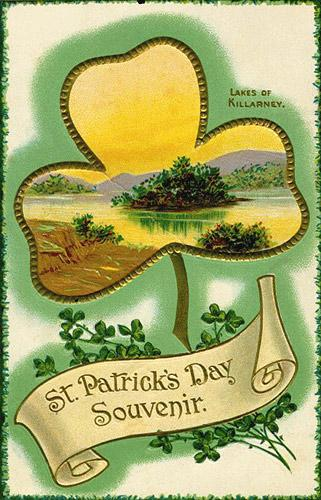 LAKES OF
KILLARNEY.
St. Patrick's Day
Souvenir.